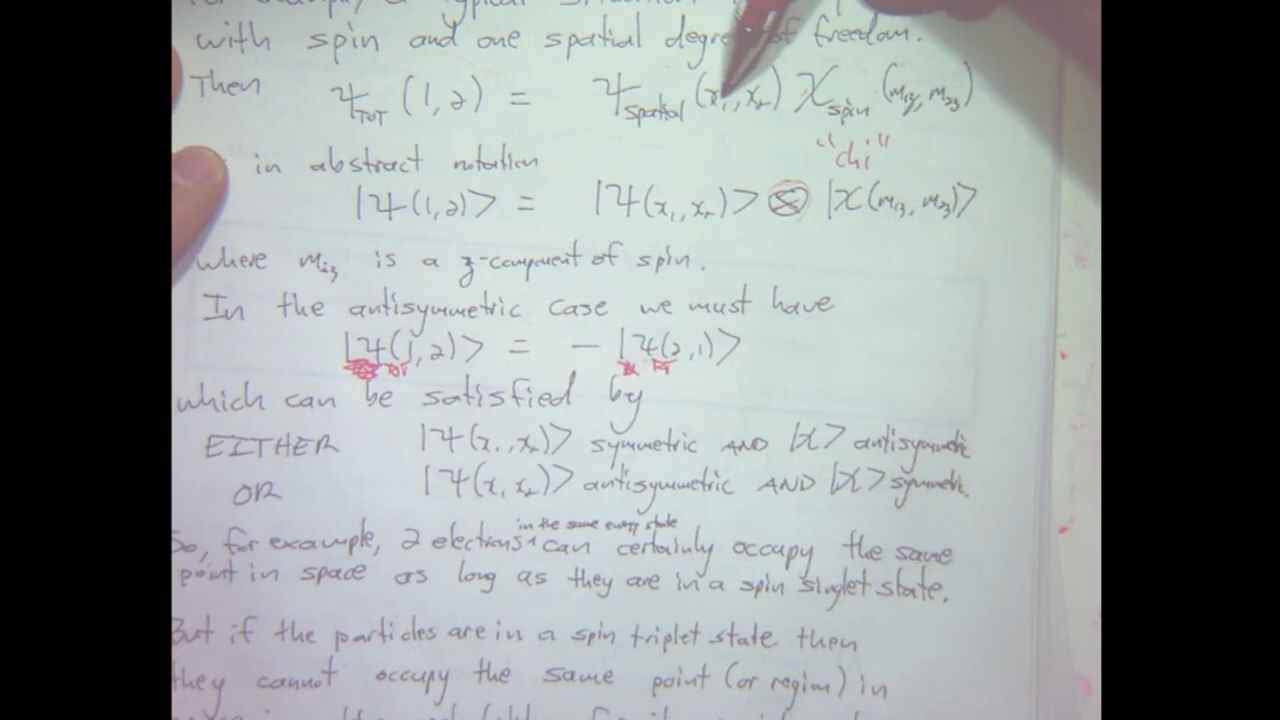 with spin and one spatial degree of freedom.
Then Ψ_TOT (1,2) = Ψ_spatial (x₁, x₂) χ_spin (m₁z, m₂z)
"chi"
in abstract notation
|Ψ(1,2)> = |Ψ(x₁, x₂)> ⊗ |χ(m₁z, m₂z)>
where m_iz is a z-component of spin.
In the antisymmetric case we must have
|Ψ(1,2)> = − |Ψ(2,1)>
which can be satisfied by
EITHER |Ψ(x₁, x₂)> symmetric AND |χ> antisymmetric
OR |Ψ(x₁ x₂)> antisymmetric AND |χ> symmetric.
in the same energy state
So, for example, 2 electrons ^ can certainly occupy the same
point in space as long as they are in a spin singlet state.
But if the particles are in a spin triplet state then
they cannot occupy the same point (or region) in